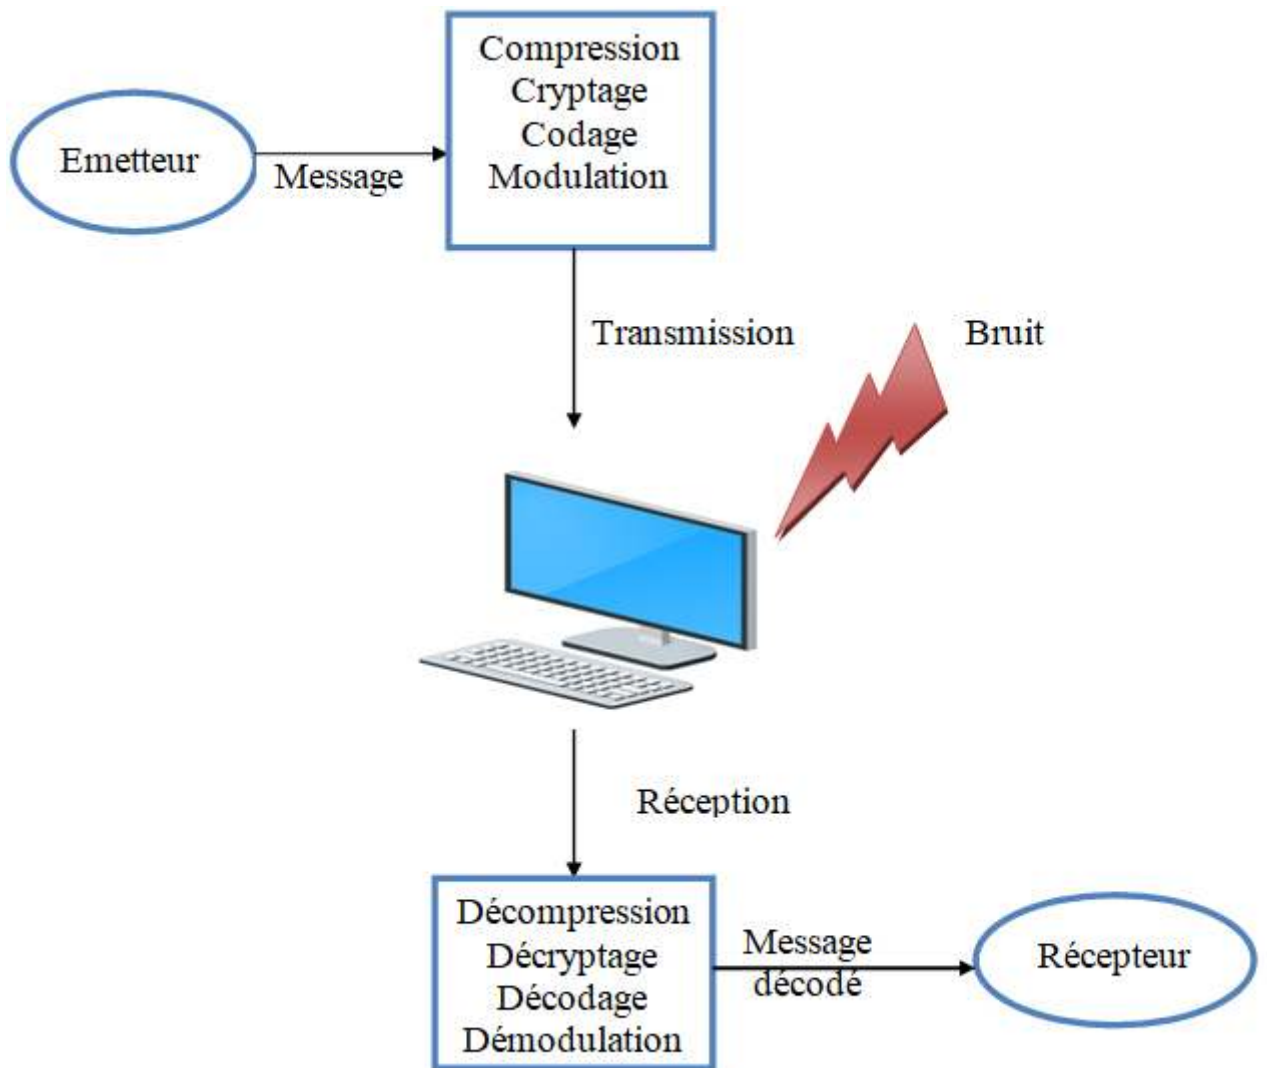 Compression
Cryptage
Codage
Modulation
Emetteur
Message
Transmission
Bruit
Réception
Décompression
Décryptage
Décodage
Démodulation
Message
décodé
Récepteur